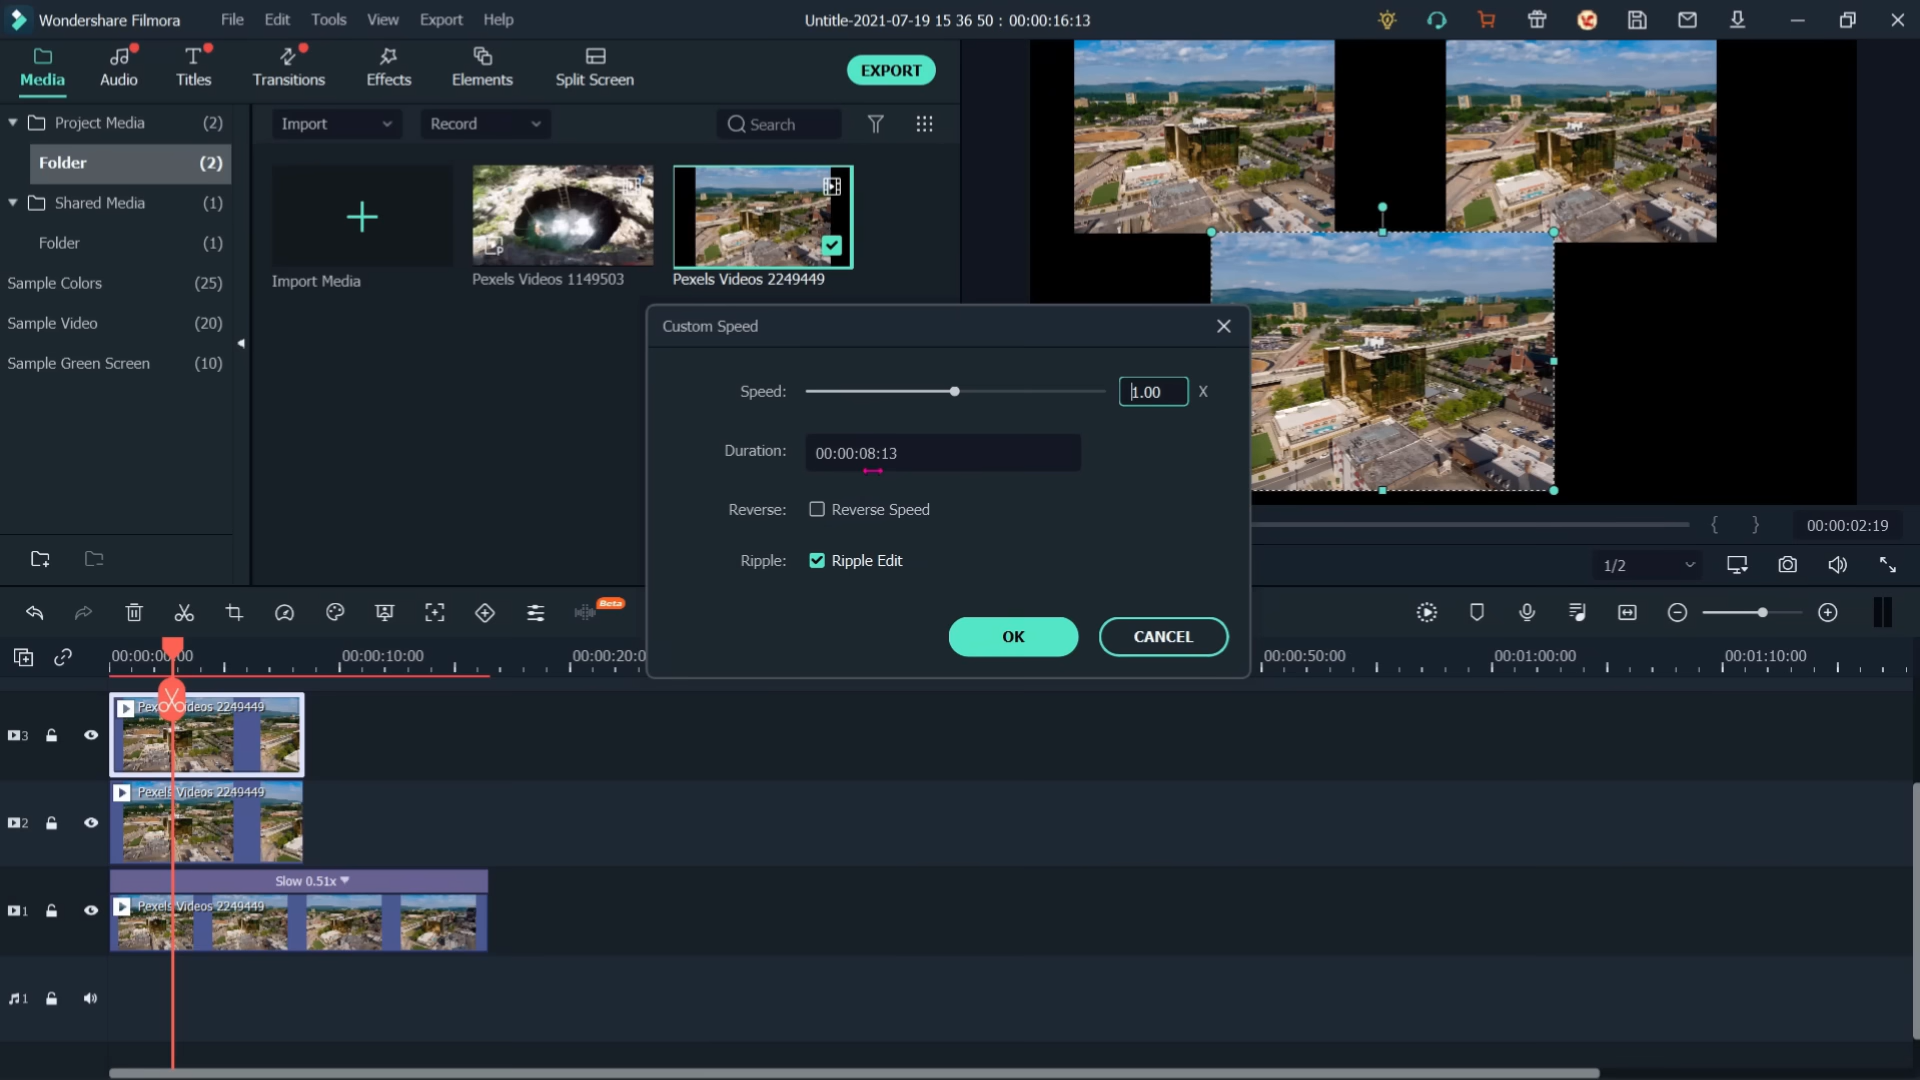 Wondershare Filmora
File Edit Tools View Export Help
Untitle-2021-07-19 15 36 50 : 00:00:16:13
Media Audio Titles Transitions Effects Elements Split Screen
EXPORT
Project Media (2)
Folder (2)
Shared Media (1)
Folder (1)
Sample Colors (25)
Sample Video (20)
Sample Green Screen (10)
Import Record Search
Import Media
Pexels Videos 1149503
Pexels Videos 2249449
Custom Speed
Speed: 1.00 X
Duration: 00:00:08:13
Reverse: Reverse Speed
Ripple: Ripple Edit
OK CANCEL
00:00:02:19
1/2
Beta
00:00:00:00 00:00:10:00 00:00:20:0 00:00:50:00 00:01:00:00 00:01:10:00
3
Pexels Videos 2249449
2
Pexels Videos 2249449
Slow 0.51x
1
Pexels Videos 2249449
1